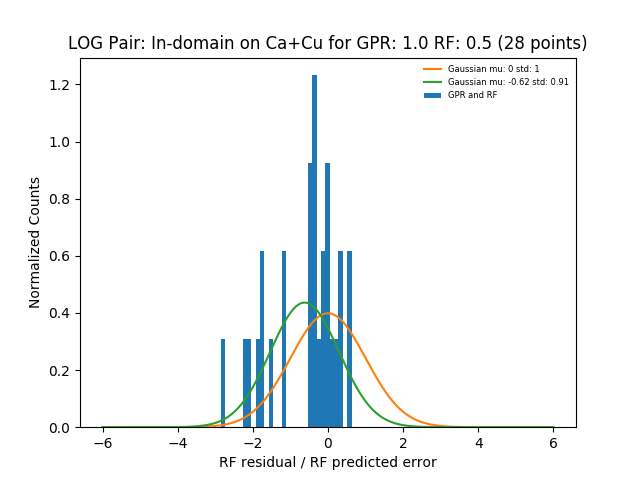 LOG Pair: In-domain on Ca+Cu for GPR: 1.0 RF: 0.5 (28 points)
Gaussian mu: 0 std: 1
Gaussian mu: -0.62 std: 0.91
GPR and RF
Normalized Counts
1.2
1.0
0.8
0.6
0.4
0.2
0.0
−6 −4 −2 0 2 4 6
RF residual / RF predicted error